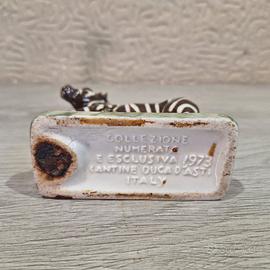 COLLEZIONE
NUMERATA
E ESCLUSIVA 1973
CANTINE DUCA D'ASTI
ITALY